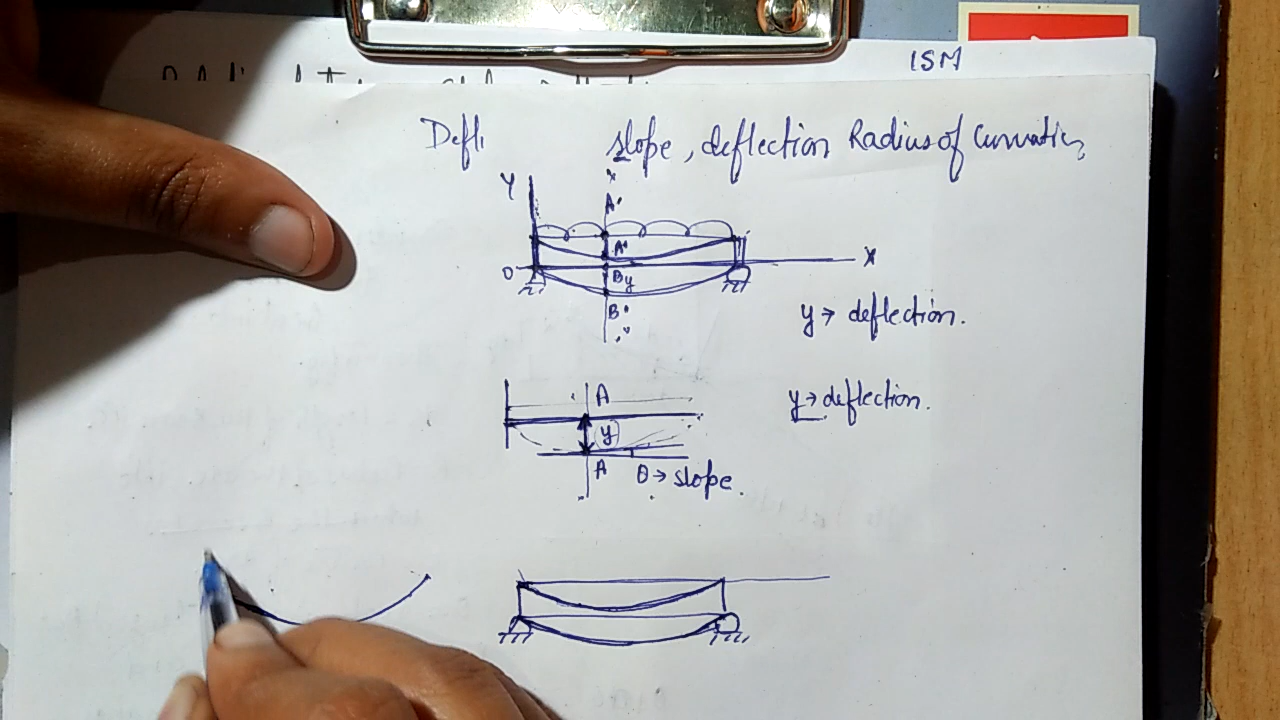 ISM
Defl slope, deflection Radius of Curvature
Y
A'
A'
O
B y
X
B'
y → deflection.
A
y
y → deflection.
A
θ → slope.